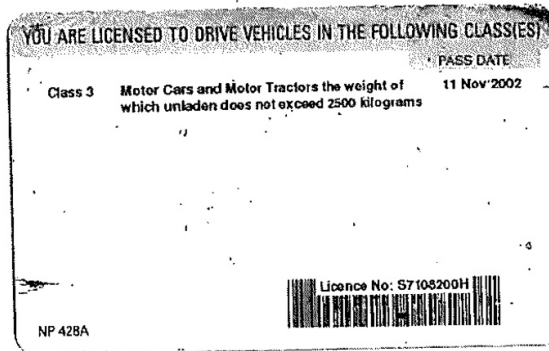 YOU ARE LICENSED TO DRIVE VEHICLES IN THE FOLLOWING CLASS(ES)
PASS DATE
Class 3 Motor Cars and Motor Tractors the weight of 11 Nov 2002
which unladen does not exceed 2500 kilograms
Licence No: S7108200H
NP 428A